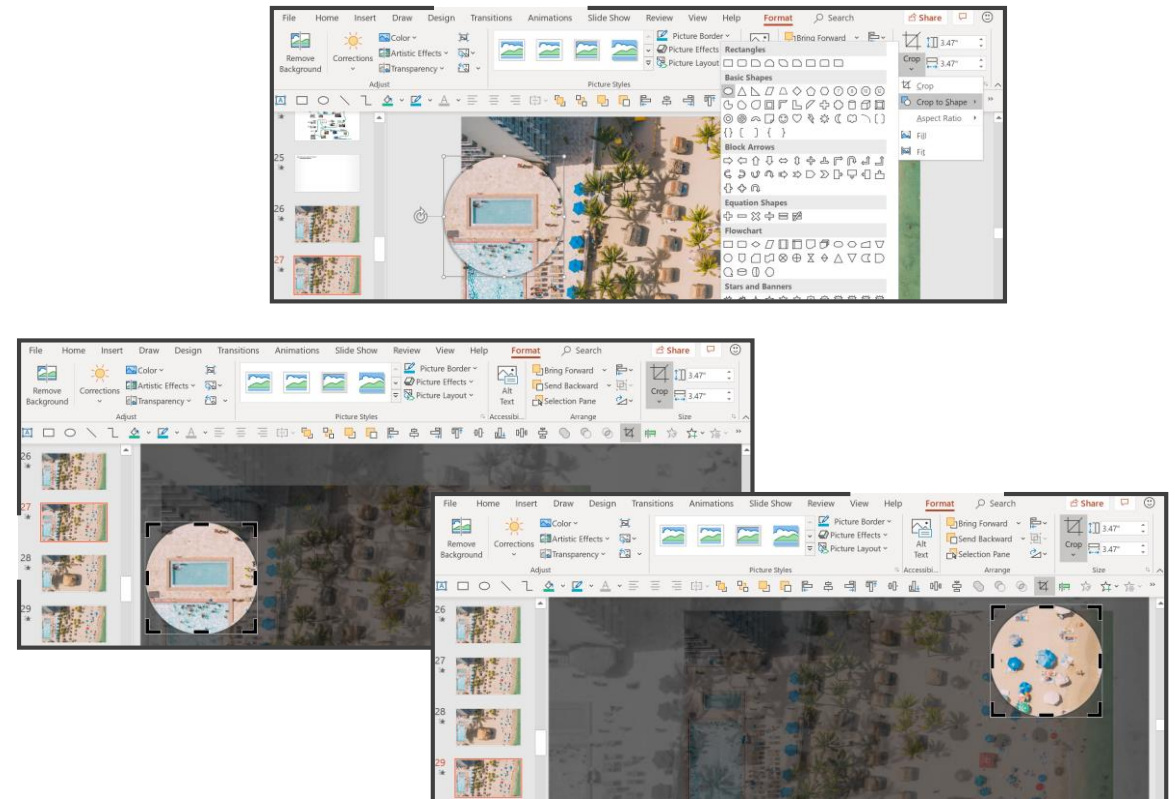 File Home Insert Draw Design Transitions Animations Slide Show Review View Help Format Search Share
Remove Background
Corrections
Color
Artistic Effects
Transparency
Adjust
Picture Styles
Picture Border
Picture Effects
Picture Layout
Bring Forward
Rectangles
Basic Shapes
Block Arrows
Equation Shapes
Flowchart
Stars and Banners
Crop
3.47"
3.47"
Crop
Crop to Shape
Aspect Ratio
Fill
Fit
25
26
27
File Home Insert Draw Design Transitions Animations Slide Show Review View Help Format Search Share
Remove Background
Corrections
Color
Artistic Effects
Transparency
Adjust
Picture Styles
Picture Border
Picture Effects
Picture Layout
Alt Text
Accessibi...
Bring Forward
Send Backward
Selection Pane
Arrange
Crop
3.47"
3.47"
Size
26
27
28
29
File Home Insert Draw Design Transitions Animations Slide Show Review View Help Format Search Share
Remove Background
Corrections
Color
Artistic Effects
Transparency
Adjust
Picture Styles
Picture Border
Picture Effects
Picture Layout
Alt Text
Accessibi...
Bring Forward
Send Backward
Selection Pane
Arrange
Crop
3.47"
3.47"
Size
26
27
28
29